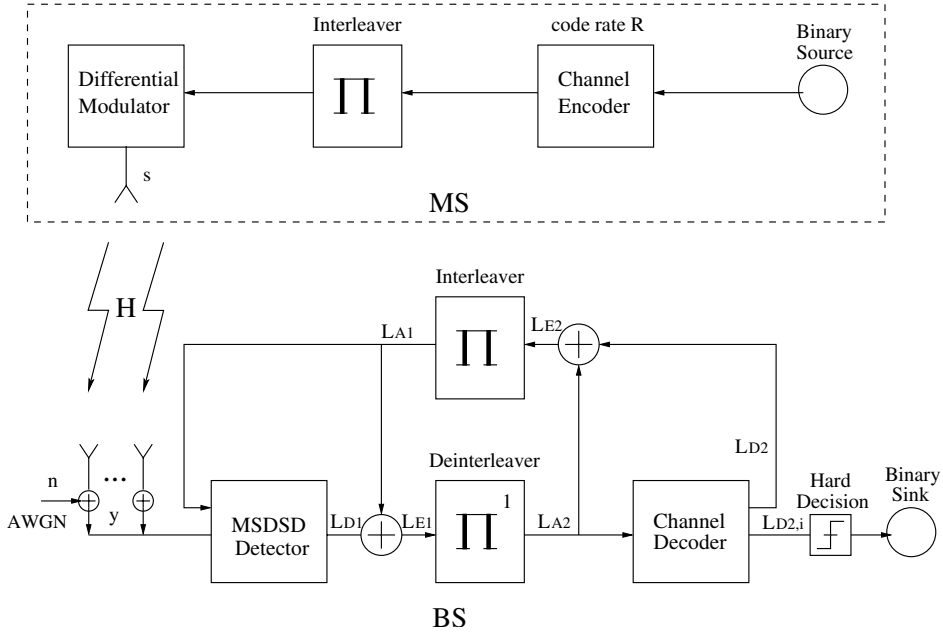 Interleaver
code rate R
Binary
Source
Differential
Modulator
∏
Channel
Encoder
s
MS
H
Interleaver
LA1
∏
LE2
LD2
n
AWGN
...
y
MSDSD
Detector
LD1
LE1
Deinterleaver
∏ 1
LA2
Channel
Decoder
LD2,i
Hard
Decision
Binary
Sink
BS